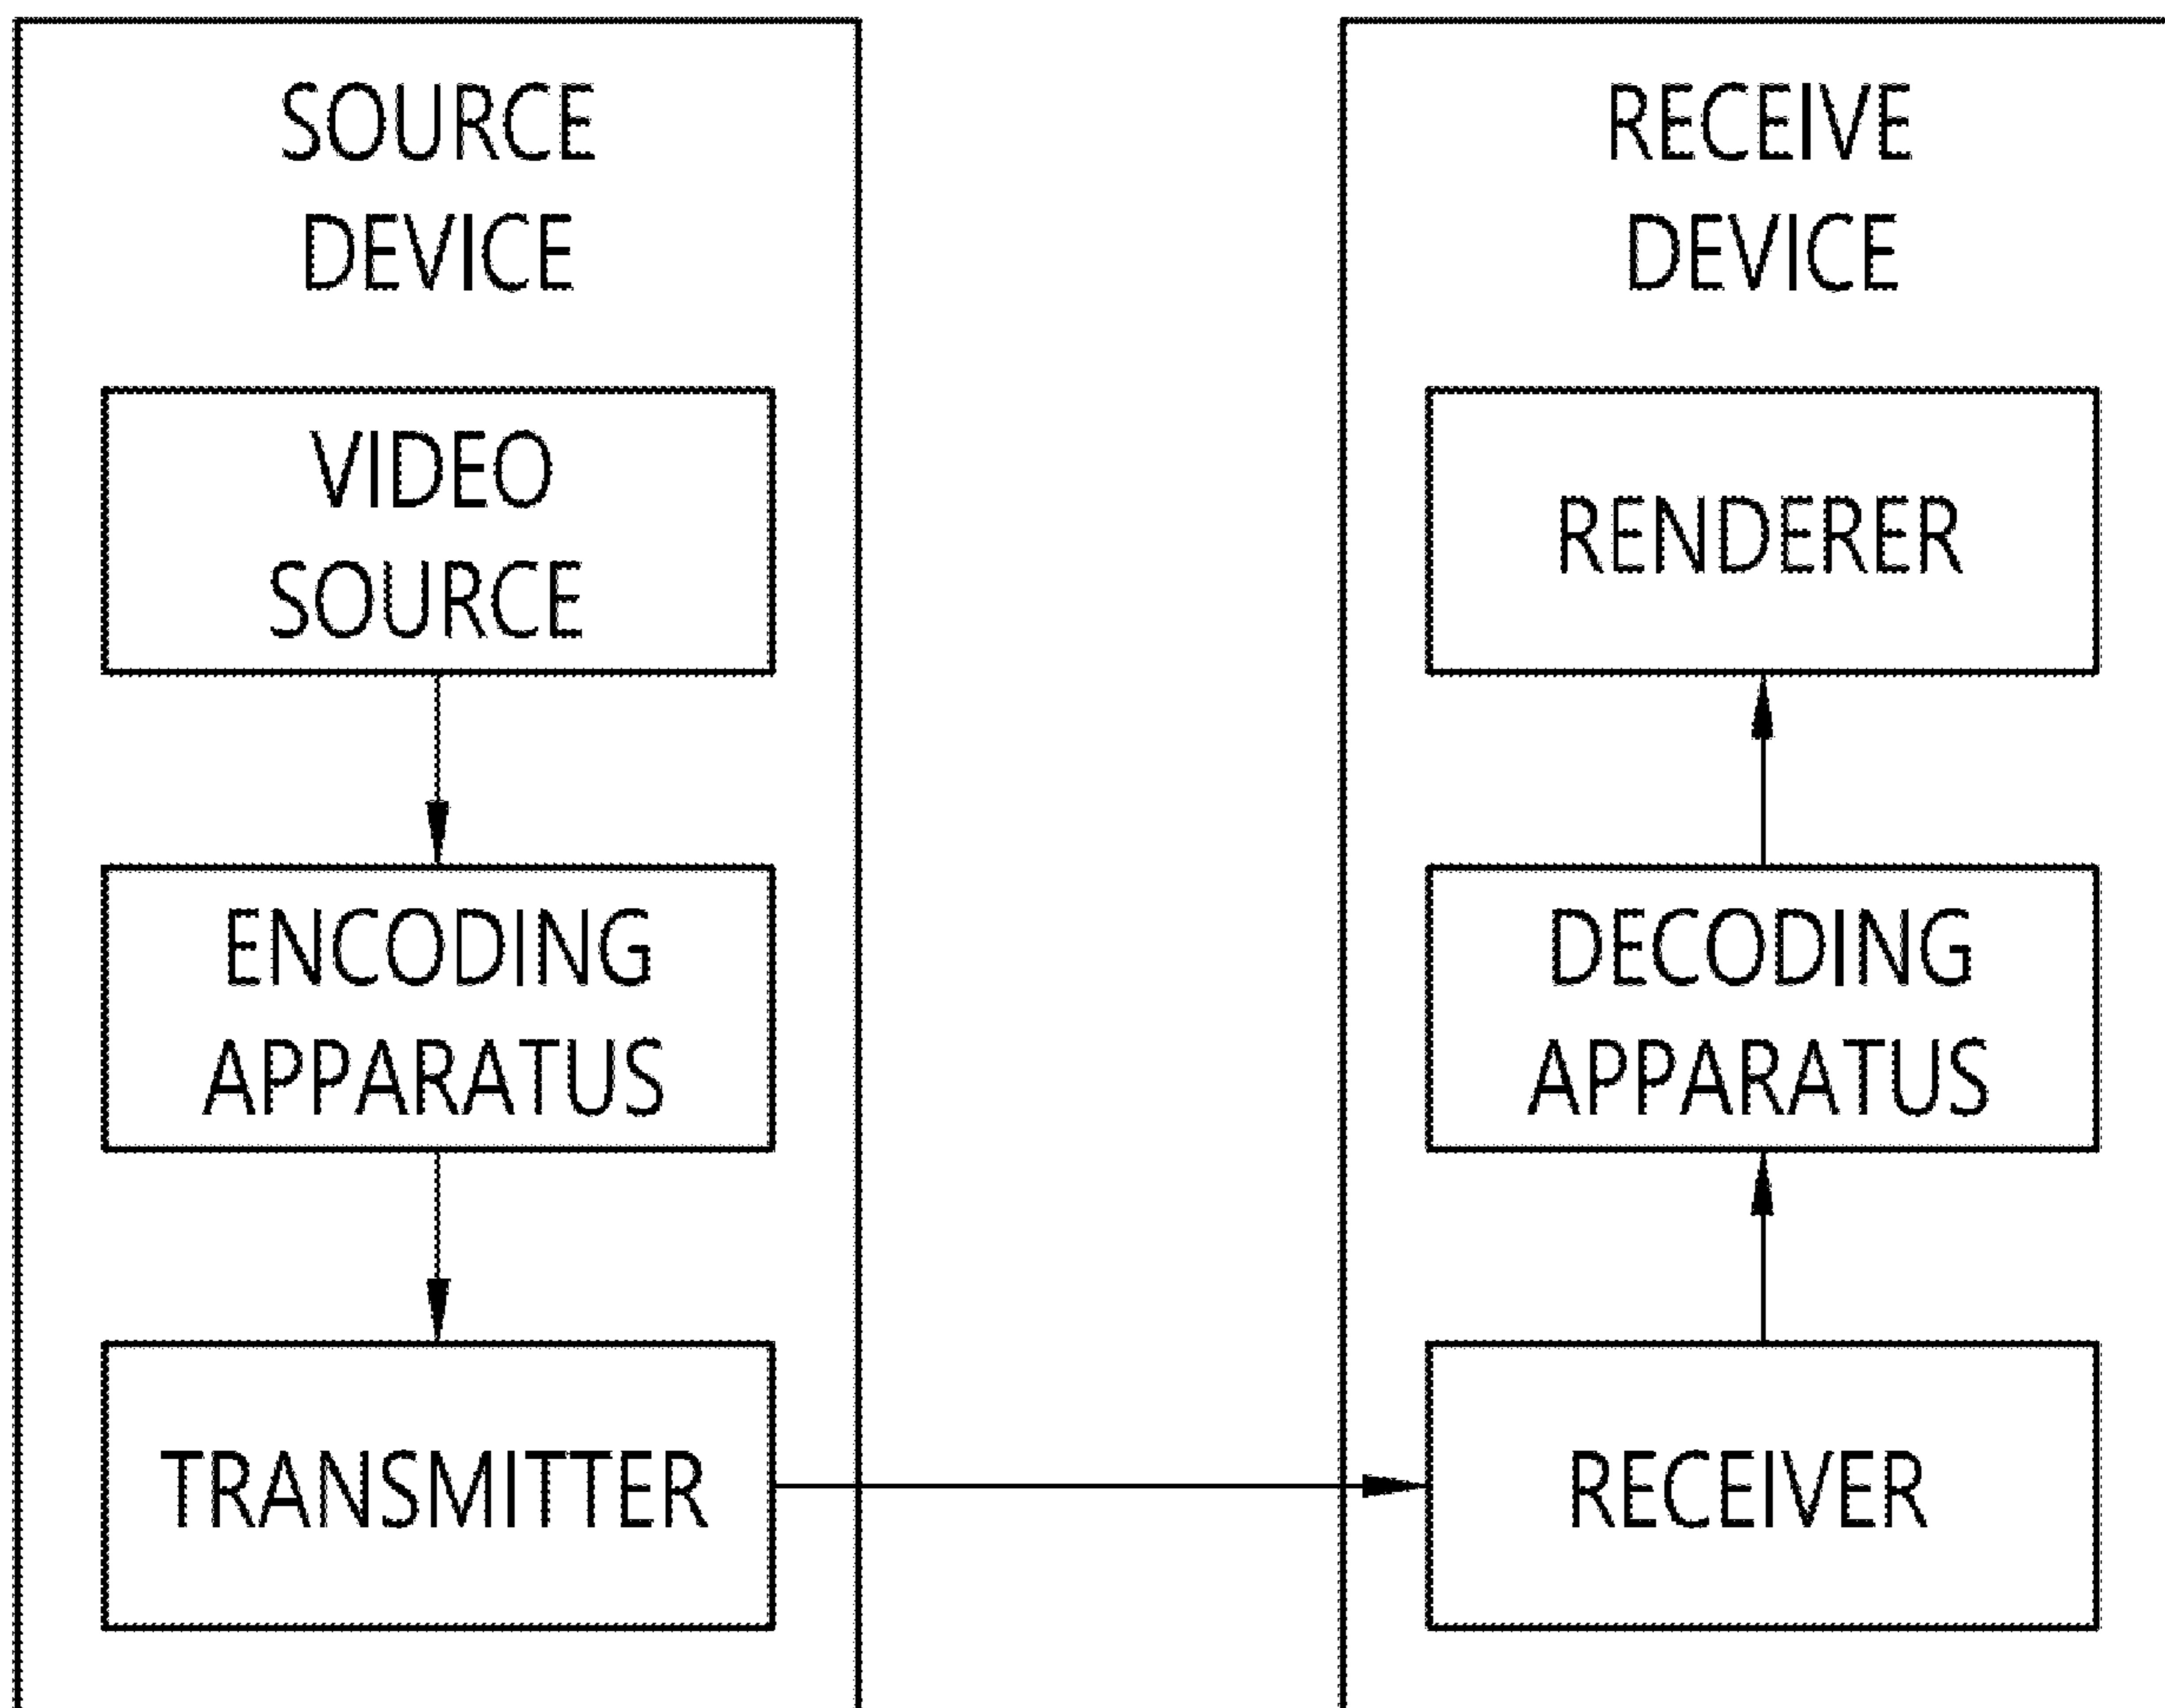 SOURCE
DEVICE
VIDEO
SOURCE
ENCODING
APPARATUS
TRANSMITTER
RECEIVE
DEVICE
RENDERER
DECODING
APPARATUS
RECEIVER